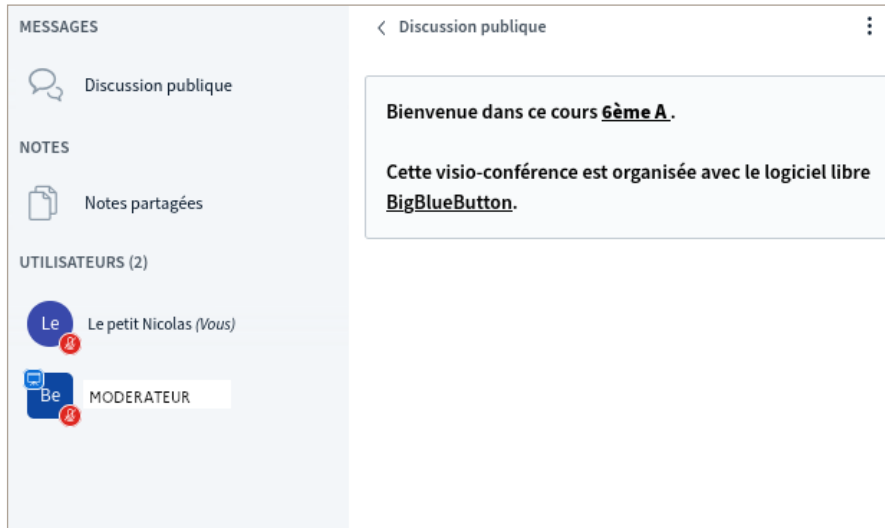 MESSAGES
Discussion publique
NOTES
Notes partagées
UTILISATEURS (2)
Le
Le petit Nicolas (Vous)
Be
MODERATEUR
Discussion publique
Bienvenue dans ce cours 6ème A .
Cette visio-conférence est organisée avec le logiciel libre
BigBlueButton.